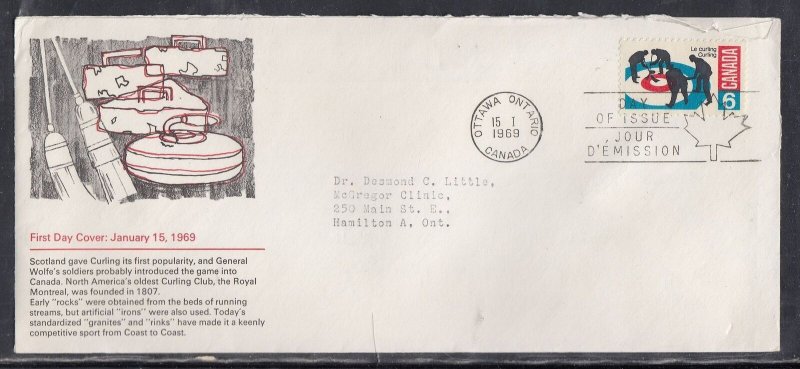 Le curling
Curling
CANADA
6
OTTAWA ONTARIO
15 I
1969
CANADA
DAY
OF ISSUE
JOUR
D'ÉMISSION
Dr. Desmond C. Little,
McGregor Clinic,
250 Main St. E.,
Hamilton A, Ont.
First Day Cover: January 15, 1969
Scotland gave Curling its first popularity, and General
Wolfe's soldiers probably introduced the game into
Canada. North America's oldest Curling Club, the Royal
Montreal, was founded in 1807.
Early "rocks" were obtained from the beds of running
streams, but artificial "irons" were also used. Today's
standardized "granites" and "rinks" have made it a keenly
competitive sport from Coast to Coast.